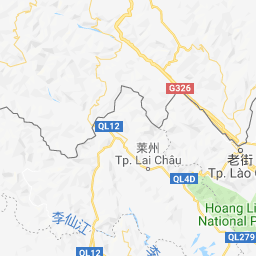 G326
QL12
莱州
Tp. Lai Châu
老街
Tp. Lào
QL4D
Hoang Li
National P
李仙江
QL12
QL279